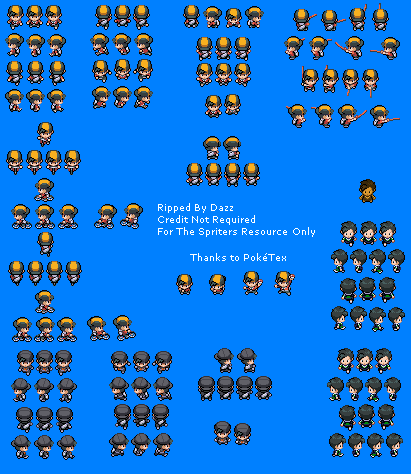 Ripped By Dazz
Credit Not Required
For The Spriters Resource Only
Thanks to PokéTex